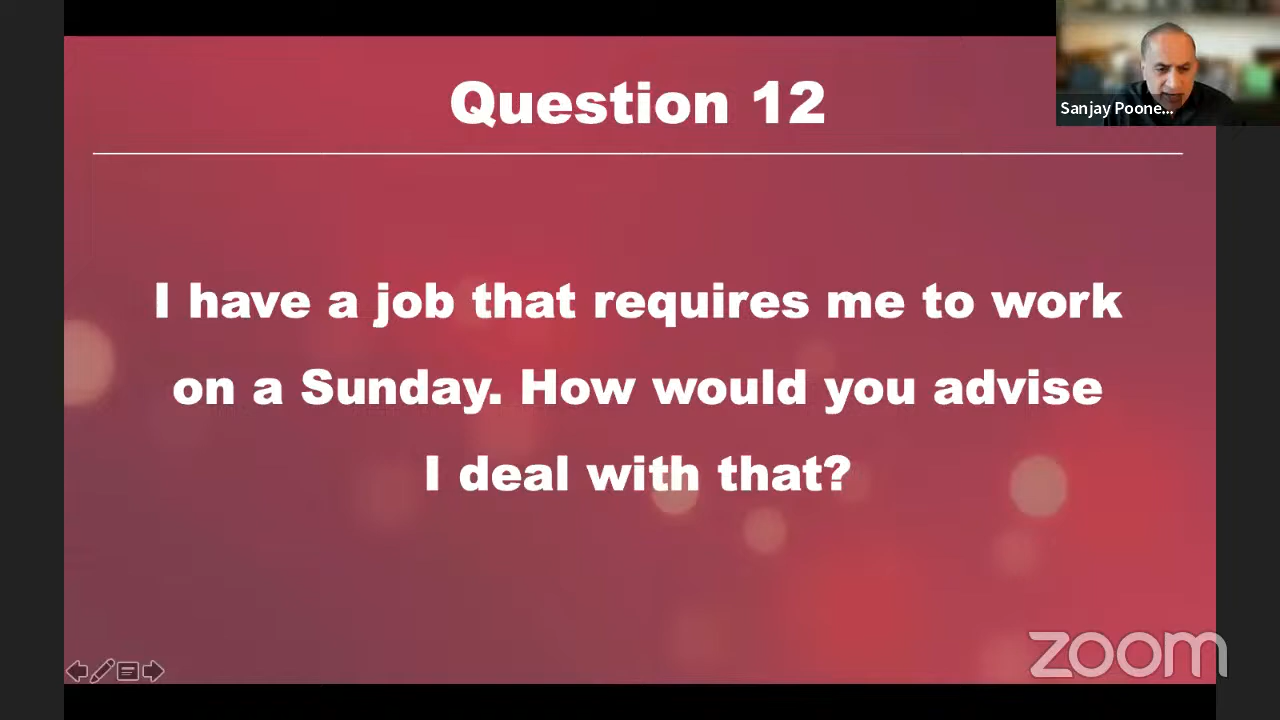 Question 12
Sanjay Poone...
I have a job that requires me to work
on a Sunday. How would you advise
I deal with that?
zoom